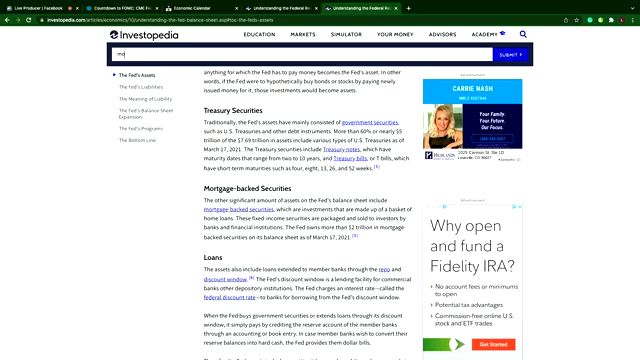 Live Producer | Facebook
Countdown to FOMC: CME Fe
Economic Calendar
Understanding the Federal Re
Understanding the Federal Re
investopedia.com/articles/economics/10/understanding-the-fed-balance-sheet.asp#toc-the-feds-assets
Investopedia
EDUCATION
MARKETS
SIMULATOR
YOUR MONEY
ADVISORS
ACADEMY
mo
SUBMIT
The Fed's Assets
The Fed's Liabilities
The Meaning of Liability
The Fed's Balance Sheet
Expansion
The Fed's Programs
The Bottom Line
anything for which the Fed has to pay money becomes the Fed's asset. In other
words, if the Fed were to hypothetically buy bonds or stocks by paying newly
issued money for it, those investments would become assets.
Treasury Securities
Traditionally, the Fed's assets have mainly consisted of government securities,
such as U.S. Treasuries and other debt instruments. More than 60% or nearly $5
trillion of the $7.69 trillion in assets include various types of U.S. Treasuries as of
March 17, 2021. The Treasury securities include Treasury notes, which have
maturity dates that range from two to 10 years, and Treasury bills, or T bills, which
have short-term maturities such as four, eight, 13, 26, and 52 weeks.
Mortgage-backed Securities
The other significant amount of assets on the Fed's balance sheet include
mortgage-backed securities, which are investments that are made up of a basket of
home loans. These fixed-income securities are packaged and sold to investors by
banks and financial institutions. The Fed owns more than $2 trillion in mortgage
backed securities on its balance sheet as of March 17, 2021. [5]
Loans
The assets also include loans extended to member banks through the repo and
discount window. [6] The Fed's discount window is a lending facility for commercial
banks other depository institutions. The Fed charges an interest rate—called the
federal discount rate—to banks for borrowing from the Fed's discount window.
When the Fed buys government securities or extends loans through its discount
window, it simply pays by crediting the reserve account of the member banks
through an accounting or book entry. In case member banks wish to convert their
reserve balances into hard cash, the Fed provides them dollar bills.
Advertisement
CARRIE NASH
Your Family.
Your Future.
Our Focus.
HIGHLANDS
1025 Cannon St. Ste 1D
Louisville, CO 80027
Advertisement
Why open
and fund a
Fidelity IRA?
No account fees or minimums
to open
Potential tax advantages
Commission-free online U.S.
stock and ETF trades
Get Started